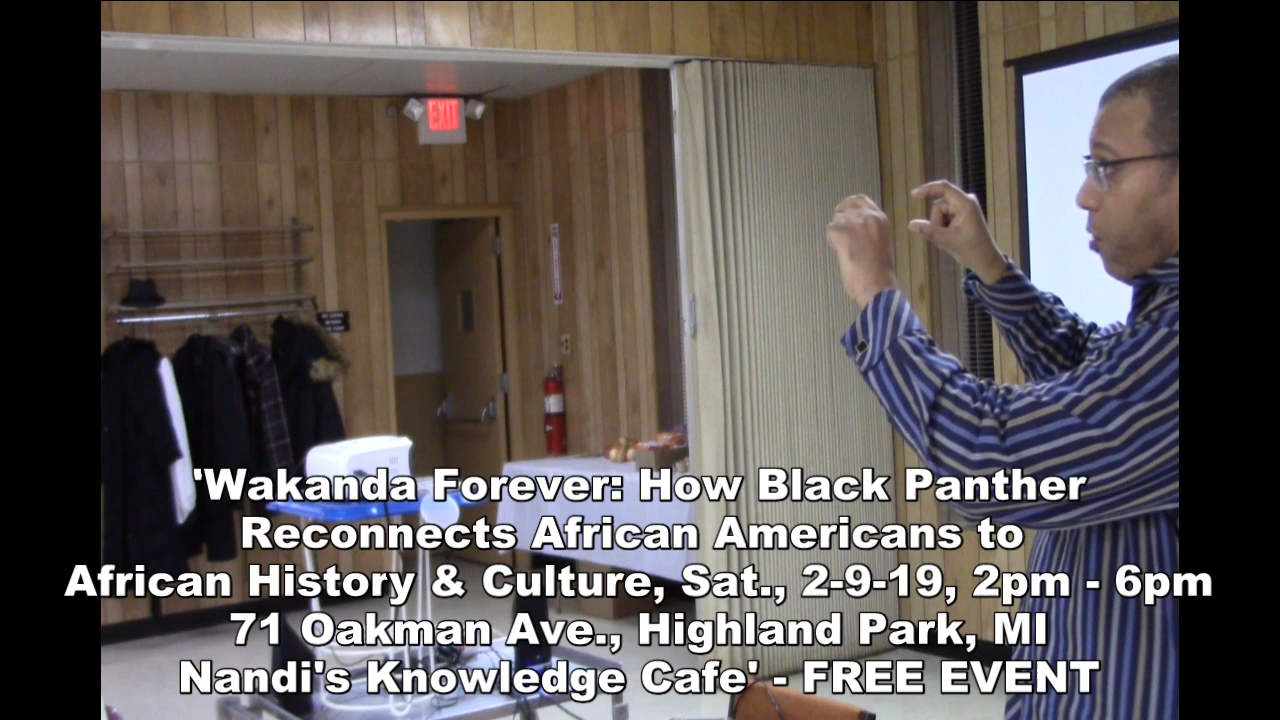 EXIT
'Wakanda Forever: How Black Panther
Reconnects African Americans to
African History & Culture, Sat., 2-9-19, 2pm - 6pm
71 Oakman Ave., Highland Park, MI
Nandi's Knowledge Cafe' - FREE EVENT